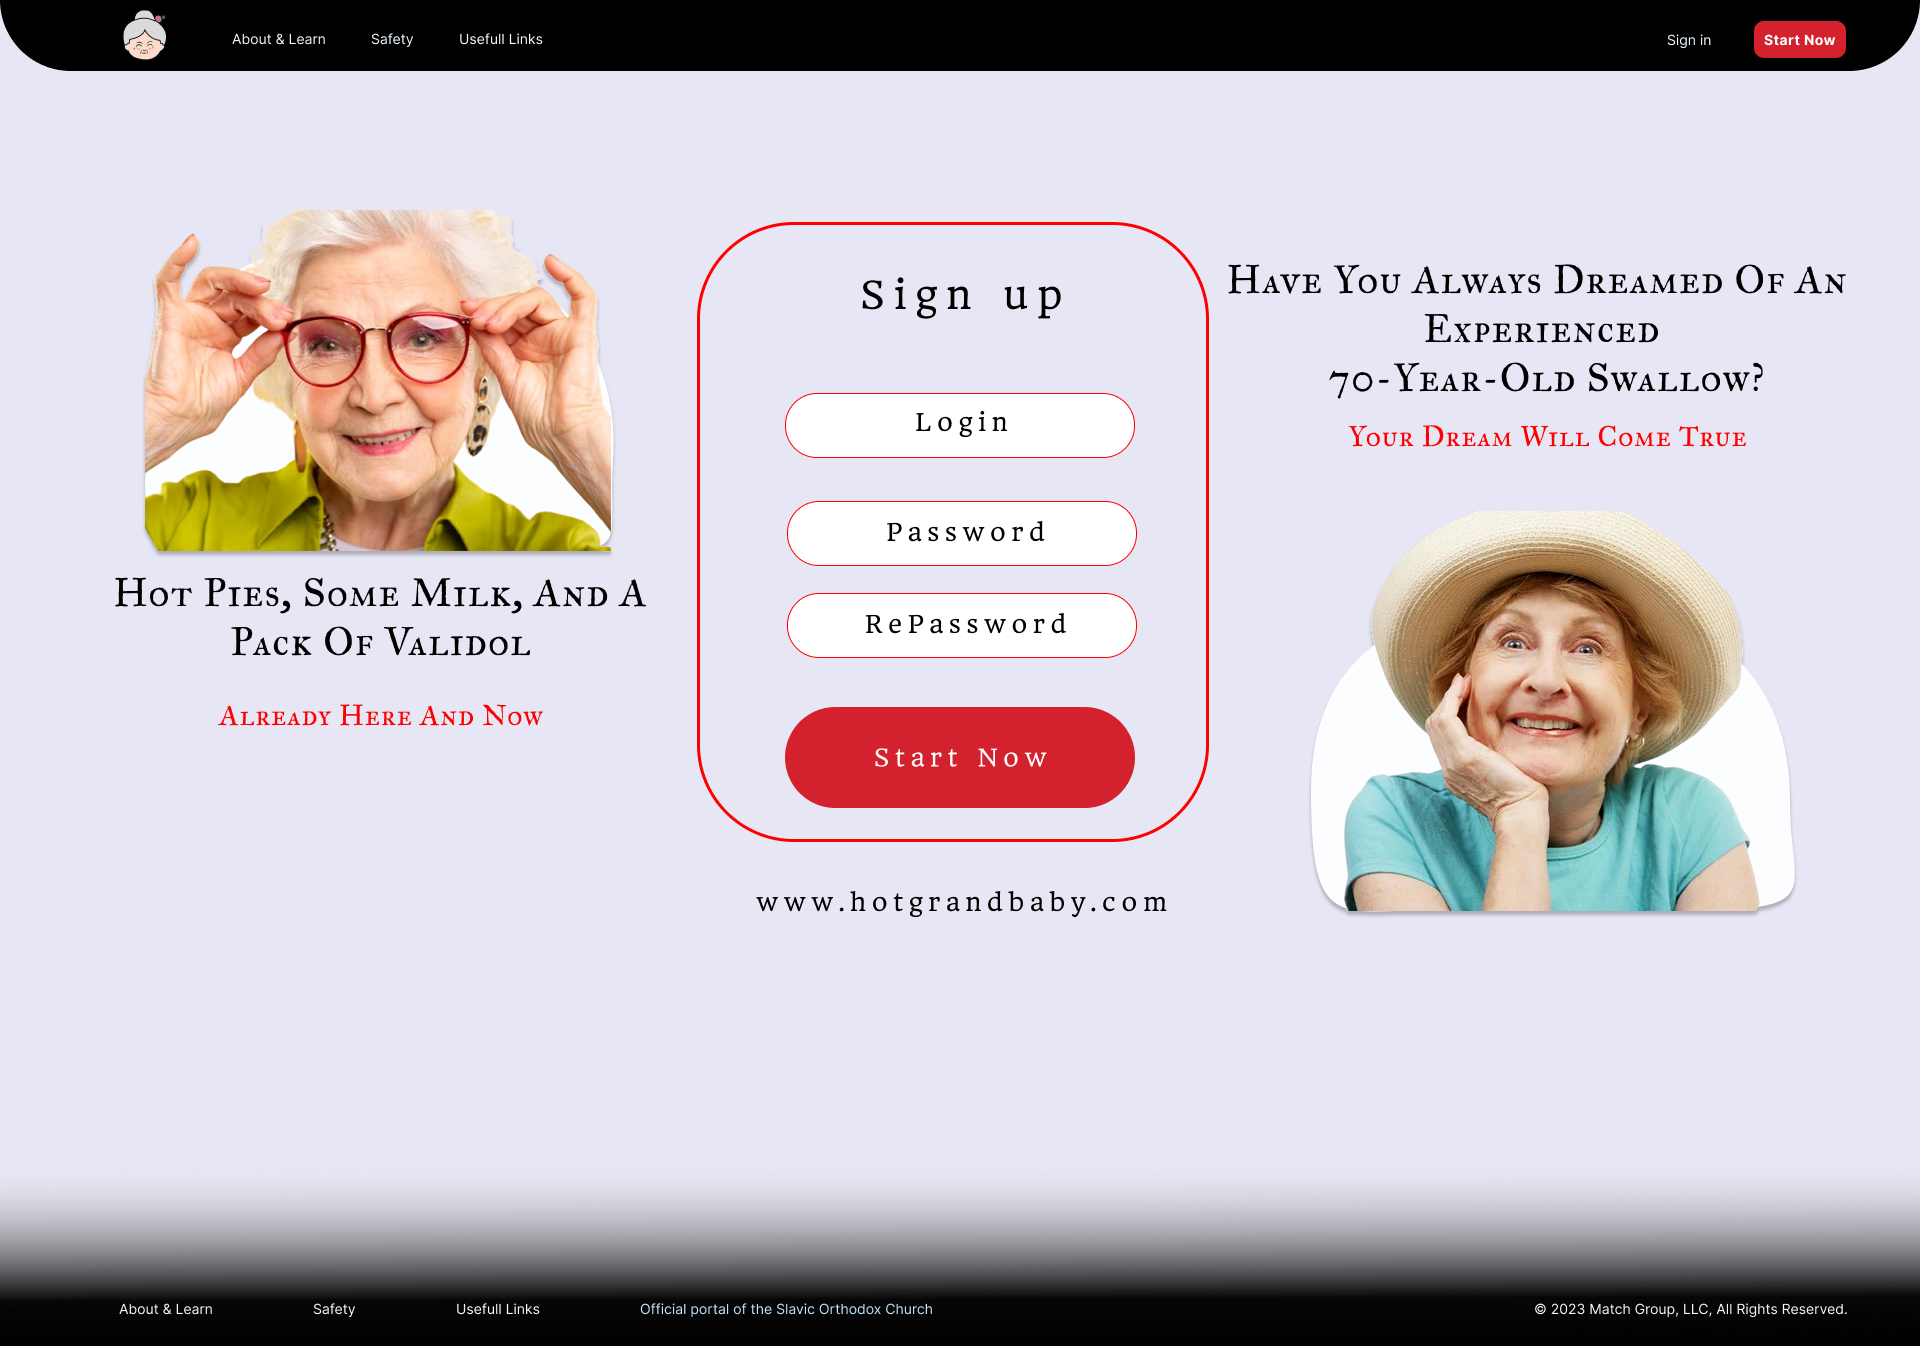 About & Learn
Safety
Usefull Links
Sign in
Start Now
Hot Pies, Some Milk, And A
Pack Of Validol
Already Here And Now
Sign up
Login
Password
RePassword
Start Now
www.hotgrandbaby.com
Have You Always Dreamed Of An
Experienced
70-Year-Old Swallow?
Your Dream Will Come True
About & Learn
Safety
Usefull Links
Official portal of the Slavic Orthodox Church
© 2023 Match Group, LLC, All Rights Reserved.